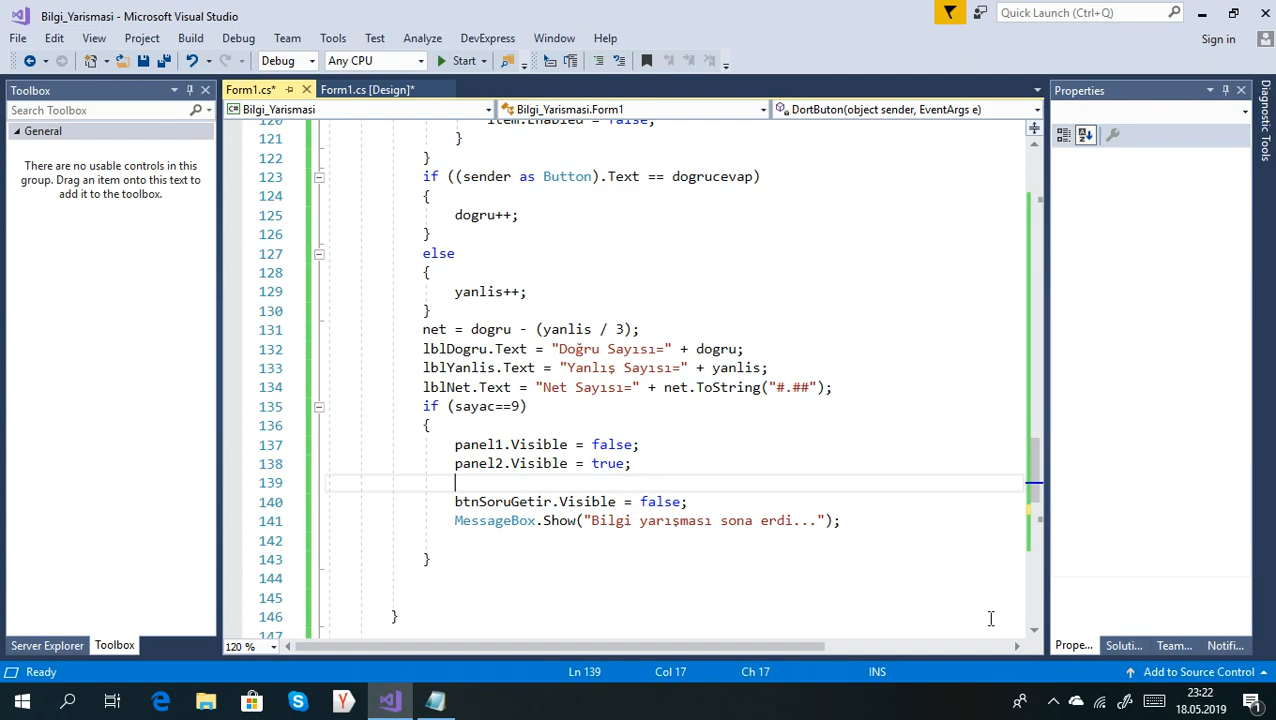 Bilgi_Yarismasi - Microsoft Visual Studio
Quick Launch (Ctrl+Q)
File Edit View Project Build Debug Team Tools Test Analyze DevExpress Window Help
Sign in
Debug Any CPU Start
Toolbox
Search Toolbox
General
There are no usable controls in this
group. Drag an item onto this text to
add it to the toolbox.
Form1.cs* Form1.cs [Design]*
Bilgi_Yarismasi Bilgi_Yarismasi.Form1 DortButon(object sender, EventArgs e)
120 item.Enabled = false;
121 }
122 }
123 if ((sender as Button).Text == dogrucevap)
124 {
125 dogru++;
126 }
127 else
128 {
129 yanlis++;
130 }
131 net = dogru - (yanlis / 3);
132 lblDogru.Text = "Doğru Sayısı=" + dogru;
133 lblYanlis.Text = "Yanlış Sayısı=" + yanlis;
134 lblNet.Text = "Net Sayısı=" + net.ToString("#.##");
135 if (sayac==9)
136 {
137 panel1.Visible = false;
138 panel2.Visible = true;
139
140 btnSoruGetir.Visible = false;
141 MessageBox.Show("Bilgi yarışması sona erdi...");
142
143 }
144
145
146 }
147
120 %
Properties
Diagnostic Tools
Server Explorer Toolbox
Prope... Soluti... Team... Notifi...
Ready Ln 139 Col 17 Ch 17 INS Add to Source Control
23:22
18.05.2019
1